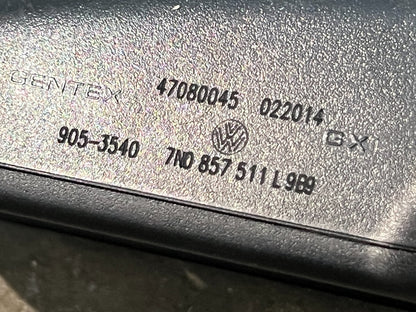 GENTEX 47080045 022014 GX
905-3540 7N0 857 511 L 9B9